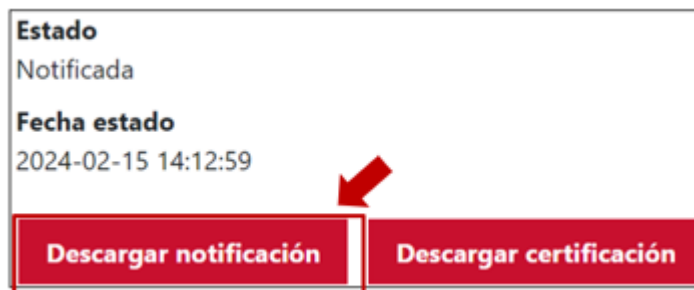 Estado
Notificada
Fecha estado
2024-02-15 14:12:59
Descargar notificación
Descargar certificación